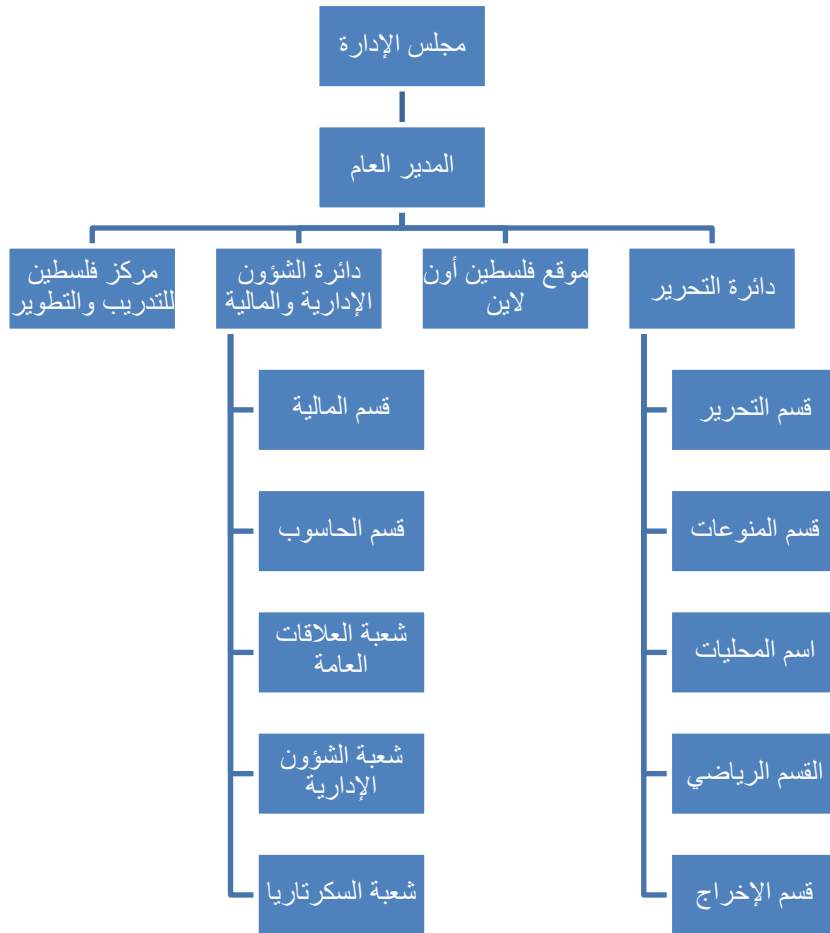 مجلس الإدارة
المدير العام
دائرة التحرير
موقع فلسطين أون
لاين
دائرة الشؤون
الإدارية والمالية
مركز فلسطين
للتدريب والتطوير
قسم التحرير
قسم المنوعات
اسم المحليات
القسم الرياضي
قسم الإخراج
قسم المالية
قسم الحاسوب
شعبة العلاقات
العامة
شعبة الشؤون
الإدارية
شعبة السكرتاريا